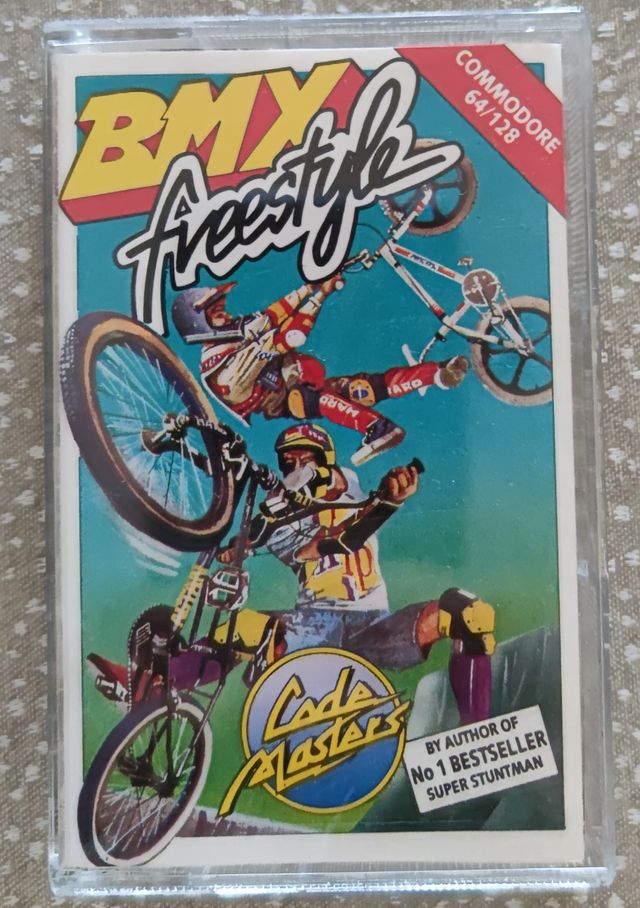 BMX
freestyle
COMMODORE
64/128
HARO
HARO
Code
Masters
BY AUTHOR OF
No 1 BESTSELLER
SUPER STUNTMAN